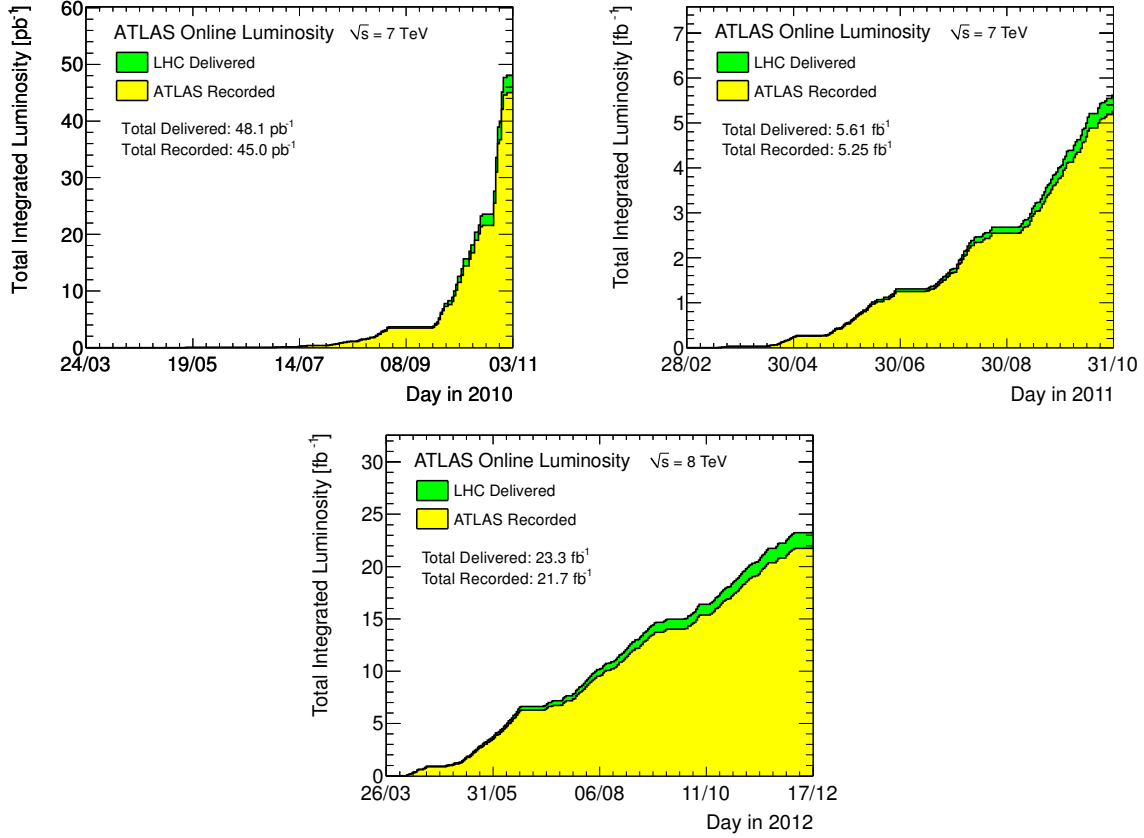 Total Integrated Luminosity [pb⁻¹]
60
50
40
30
20
10
0
ATLAS Online Luminosity √s = 7 TeV
LHC Delivered
ATLAS Recorded
Total Delivered: 48.1 pb⁻¹
Total Recorded: 45.0 pb⁻¹
24/03 19/05 14/07 08/09 03/11
Day in 2010
Total Integrated Luminosity [fb⁻¹]
7
6
5
4
3
2
1
0
ATLAS Online Luminosity √s = 7 TeV
LHC Delivered
ATLAS Recorded
Total Delivered: 5.61 fb⁻¹
Total Recorded: 5.25 fb⁻¹
28/02 30/04 30/06 30/08 31/10
Day in 2011
Total Integrated Luminosity [fb⁻¹]
30
25
20
15
10
5
0
ATLAS Online Luminosity √s = 8 TeV
LHC Delivered
ATLAS Recorded
Total Delivered: 23.3 fb⁻¹
Total Recorded: 21.7 fb⁻¹
26/03 31/05 06/08 11/10 17/12
Day in 2012